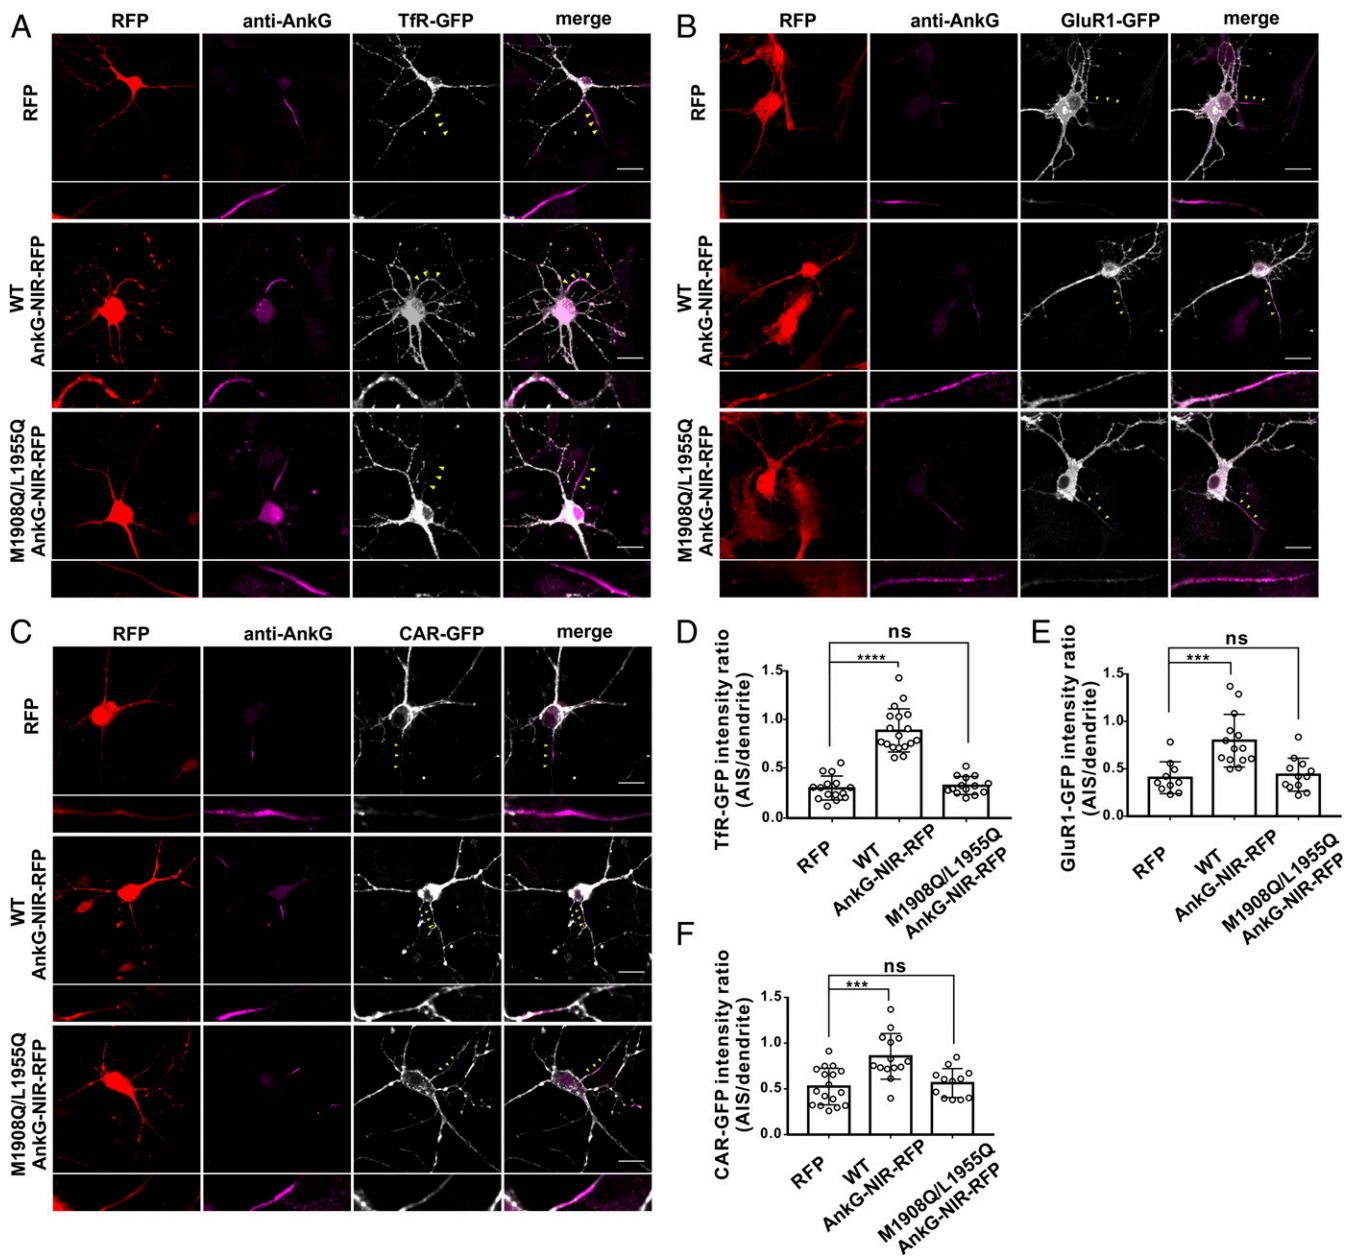 A
RFP anti-AnkG TfR-GFP merge
RFP
WT
AnkG-NIR-RFP
M1908Q/L1955Q
AnkG-NIR-RFP
B
RFP anti-AnkG GluR1-GFP merge
RFP
WT
AnkG-NIR-RFP
M1908Q/L1955Q
AnkG-NIR-RFP
C
RFP anti-AnkG CAR-GFP merge
RFP
WT
AnkG-NIR-RFP
M1908Q/L1955Q
AnkG-NIR-RFP
D
TfR-GFP intensity ratio
(AIS/dendrite)
ns
****
1.5
1.0
0.5
0.0
RFP
WT
AnkG-NIR-RFP
M1908Q/L1955Q
AnkG-NIR-RFP
E
GluR1-GFP intensity ratio
(AIS/dendrite)
ns
***
1.5
1.0
0.5
0.0
RFP
WT
AnkG-NIR-RFP
M1908Q/L1955Q
AnkG-NIR-RFP
F
CAR-GFP intensity ratio
(AIS/dendrite)
ns
***
1.5
1.0
0.5
0.0
RFP
WT
AnkG-NIR-RFP
M1908Q/L1955Q
AnkG-NIR-RFP